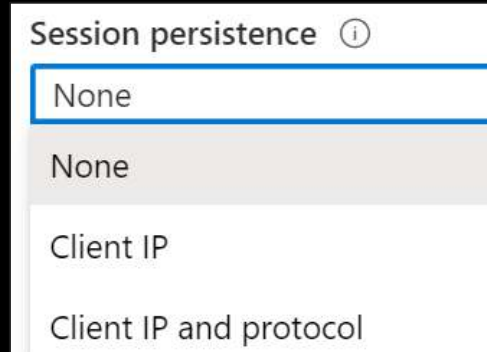 Session persistence
None
None
Client IP
Client IP and protocol